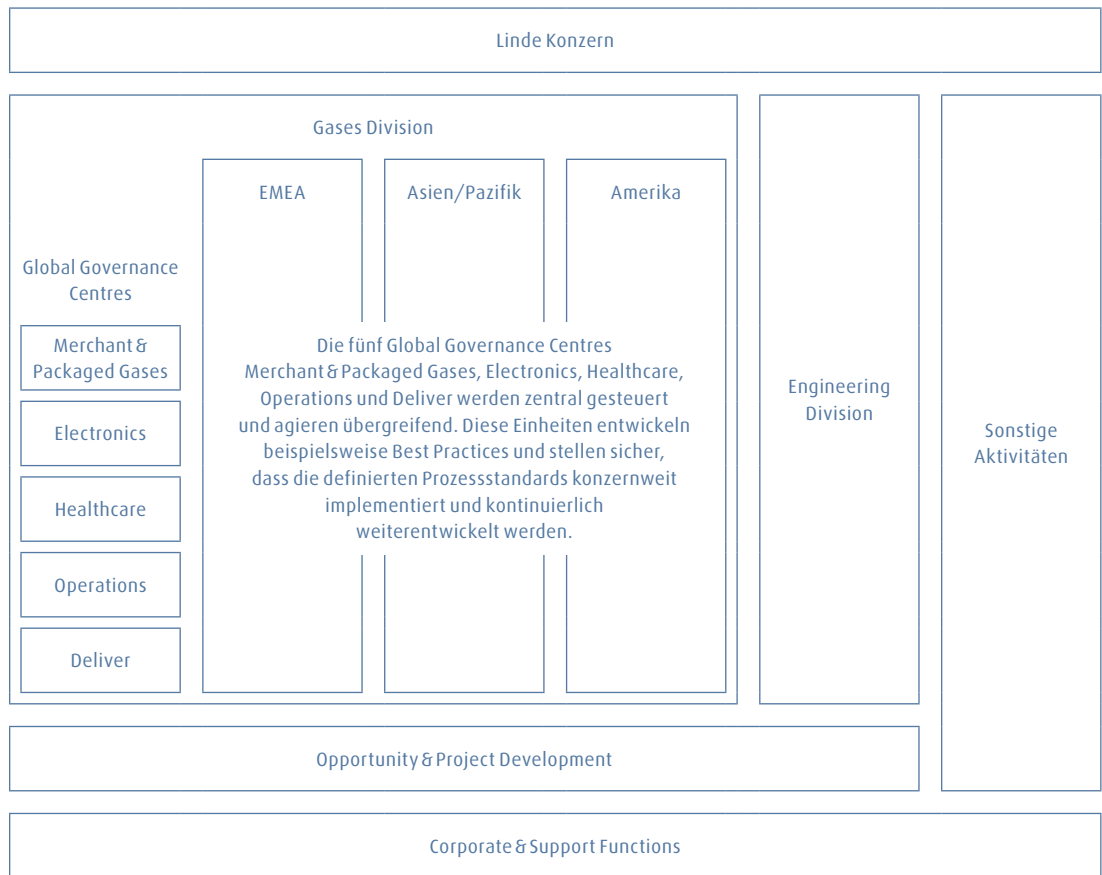 Linde Konzern
Gases Division
EMEA
Asien/Pazifik
Amerika
Global Governance
Centres
Merchant &
Packaged Gases
Electronics
Healthcare
Operations
Deliver
Die fünf Global Governance Centres
Merchant & Packaged Gases, Electronics, Healthcare,
Operations und Deliver werden zentral gesteuert
und agieren übergreifend. Diese Einheiten entwickeln
beispielsweise Best Practices und stellen sicher,
dass die definierten Prozessstandards konzernweit
implementiert und kontinuierlich
weiterentwickelt werden.
Engineering
Division
Sonstige
Aktivitäten
Opportunity & Project Development
Corporate & Support Functions